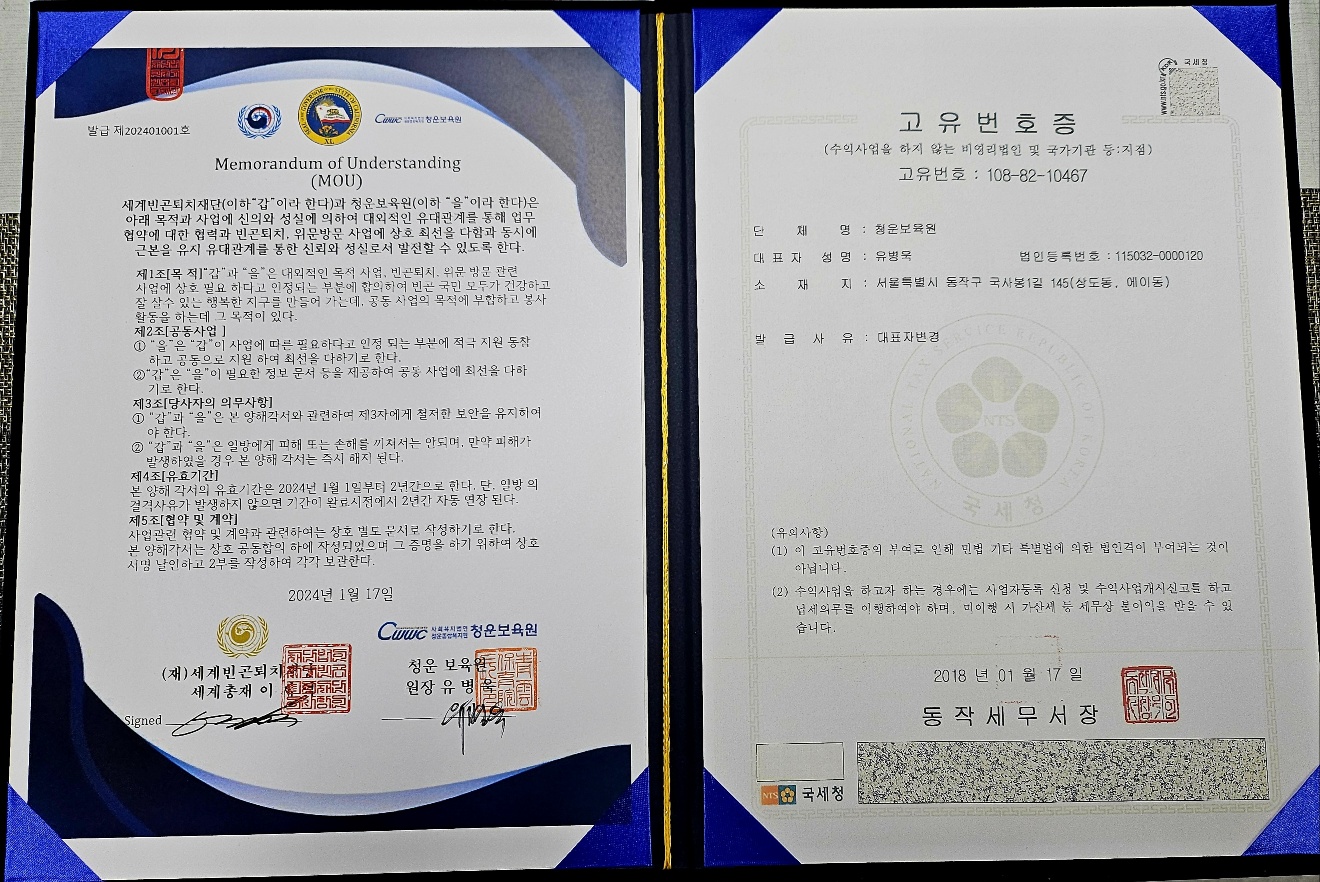 발급 제202401001호
XL
Cwwc 청운보육원
Memorandum of Understanding
(MOU)
세계빈곤퇴치재단(이하"갑"이라 한다)과 청운보육원(이하 "을"이라 한다)은
아래 목적과 사업에 신의와 성실에 의하여 대외적인 유대관계를 통해 업무
협약에 대한 협력과 빈곤퇴치, 위문방문 사업에 상호 최선을 다함과 동시에
근본을 유지 유대관계를 통한 신뢰와 성실로서 발전할 수 있도록 한다.
제1조[목 적]"갑"과 "을"은 대외적인 목적 사업, 빈곤퇴치, 위문 방문 관련
사업에 상호 필요 하다고 인정되는 부분에 합의하여 빈곤 국민 모두가 건강하고
잘 살수 있는 행복한 지구를 만들어 가는데, 공동 사업의 목적에 부합하고 봉사
활동을 하는데 그 목적이 있다.
제2조[공동사업 ]
① "을"은 "갑"이 사업에 따른 필요하다고 인정 되는 부분에 적극 지원 동참
하고 공동으로 지원 하여 최선을 다하기로 한다.
②"갑"은 "을"이 필요한 정보 문서 등을 제공하여 공동 사업에 최선을 다하
기로 한다.
제3조[당사자의 의무사항]
① "갑"과 "을"은 본 양해각서와 관련하여 제3자에게 철저한 보안을 유지하여
야 한다.
② "갑"과 "을"은 일방에게 피해 또는 손해를 끼쳐서는 안되며, 만약 피해가
발생하였을 경우 본 양해 각서는 즉시 해지 된다.
제4조[유효기간]
본 양해 각서의 유효기간은 2024년 1월 1일부터 2년간으로 한다. 단, 일방 의
결격사유가 발생하지 않으면 기간이 완료시점에서 2년간 자동 연장 된다.
제5조[협약 및 계약]
사업관련 협약 및 계약과 관련하여는 상호 별도 문서로 작성하기로 한다.
본 양해각서는 상호 공동합의 하에 작성되었으며 그 증명을 하기 위하여 상호
서명 날인하고 2부를 작성하여 각각 보관한다.
2024년 1월 17일
Cwwc 사회복지법인 청운종합복지원 청운보육원
(재)세계빈곤퇴치
세계총재 이
Signed
청운 보육원
원장 유 병 욱
국세청
고유번호증
(수익사업을 하지 않는 비영리법인 및 국가기관 등:지점)
고유번호 : 108-82-10467
단 체 명 : 청운보육원
대표자 성명 : 유병욱 법인등록번호 : 115032-0000120
소 재 지 : 서울특별시 동작구 국사봉1길 145(상도동, 에이동)
발 급 사 유 : 대표자변경
NATIONAL TAX SERVICE REPUBLIC OF KOREA
NTS
국세청
(유의사항)
(1) 이 고유번호증의 부여로 인해 민법 기타 특별법에 의한 법인격이 부여되는 것이
아닙니다.
(2) 수익사업을 하고자 하는 경우에는 사업자등록 신청 및 수익사업개시신고를 하고
납세의무를 이행하여야 하며, 미이행 시 가산세 등 세무상 불이익을 받을 수 있
습니다.
2018 년 01 월 17 일
동작세무서장
NTS 국세청